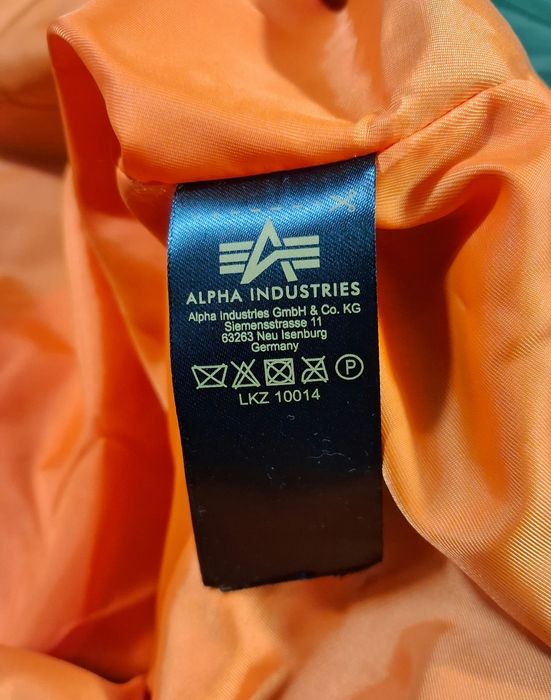 ALPHA INDUSTRIES
Alpha Industries GmbH & Co. KG
Siemensstrasse 11
63263 Neu Isenburg
Germany
P
LKZ 10014